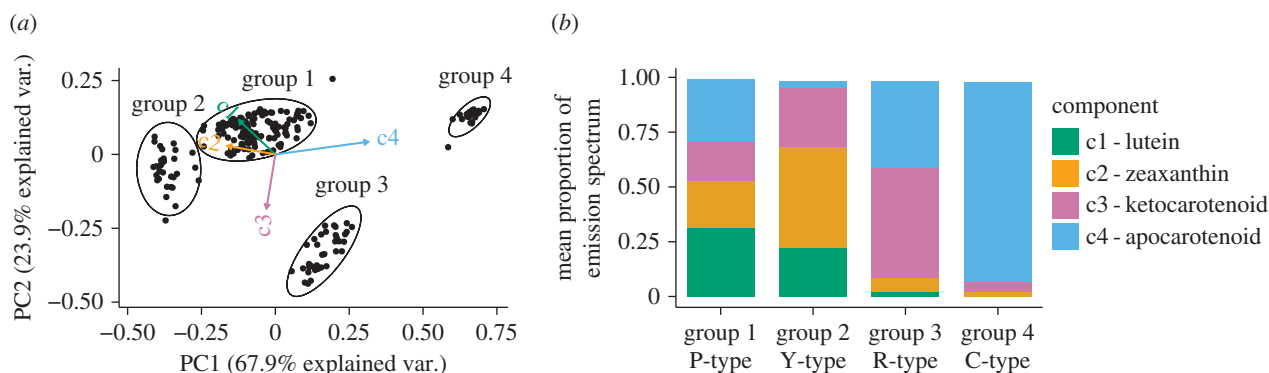 (a)
PC2 (23.9% explained var.)
0.25
0
−0.25
−0.50
group 1
group 2
group 3
group 4
c2
c3
c4
−0.50 −0.25 0 0.25 0.50 0.75
PC1 (67.9% explained var.)
(b)
mean proportion of
emission spectrum
1.00
0.75
0.50
0.25
0
group 1 group 2 group 3 group 4
P-type Y-type R-type C-type
component
c1 - lutein
c2 - zeaxanthin
c3 - ketocarotenoid
c4 - apocarotenoid